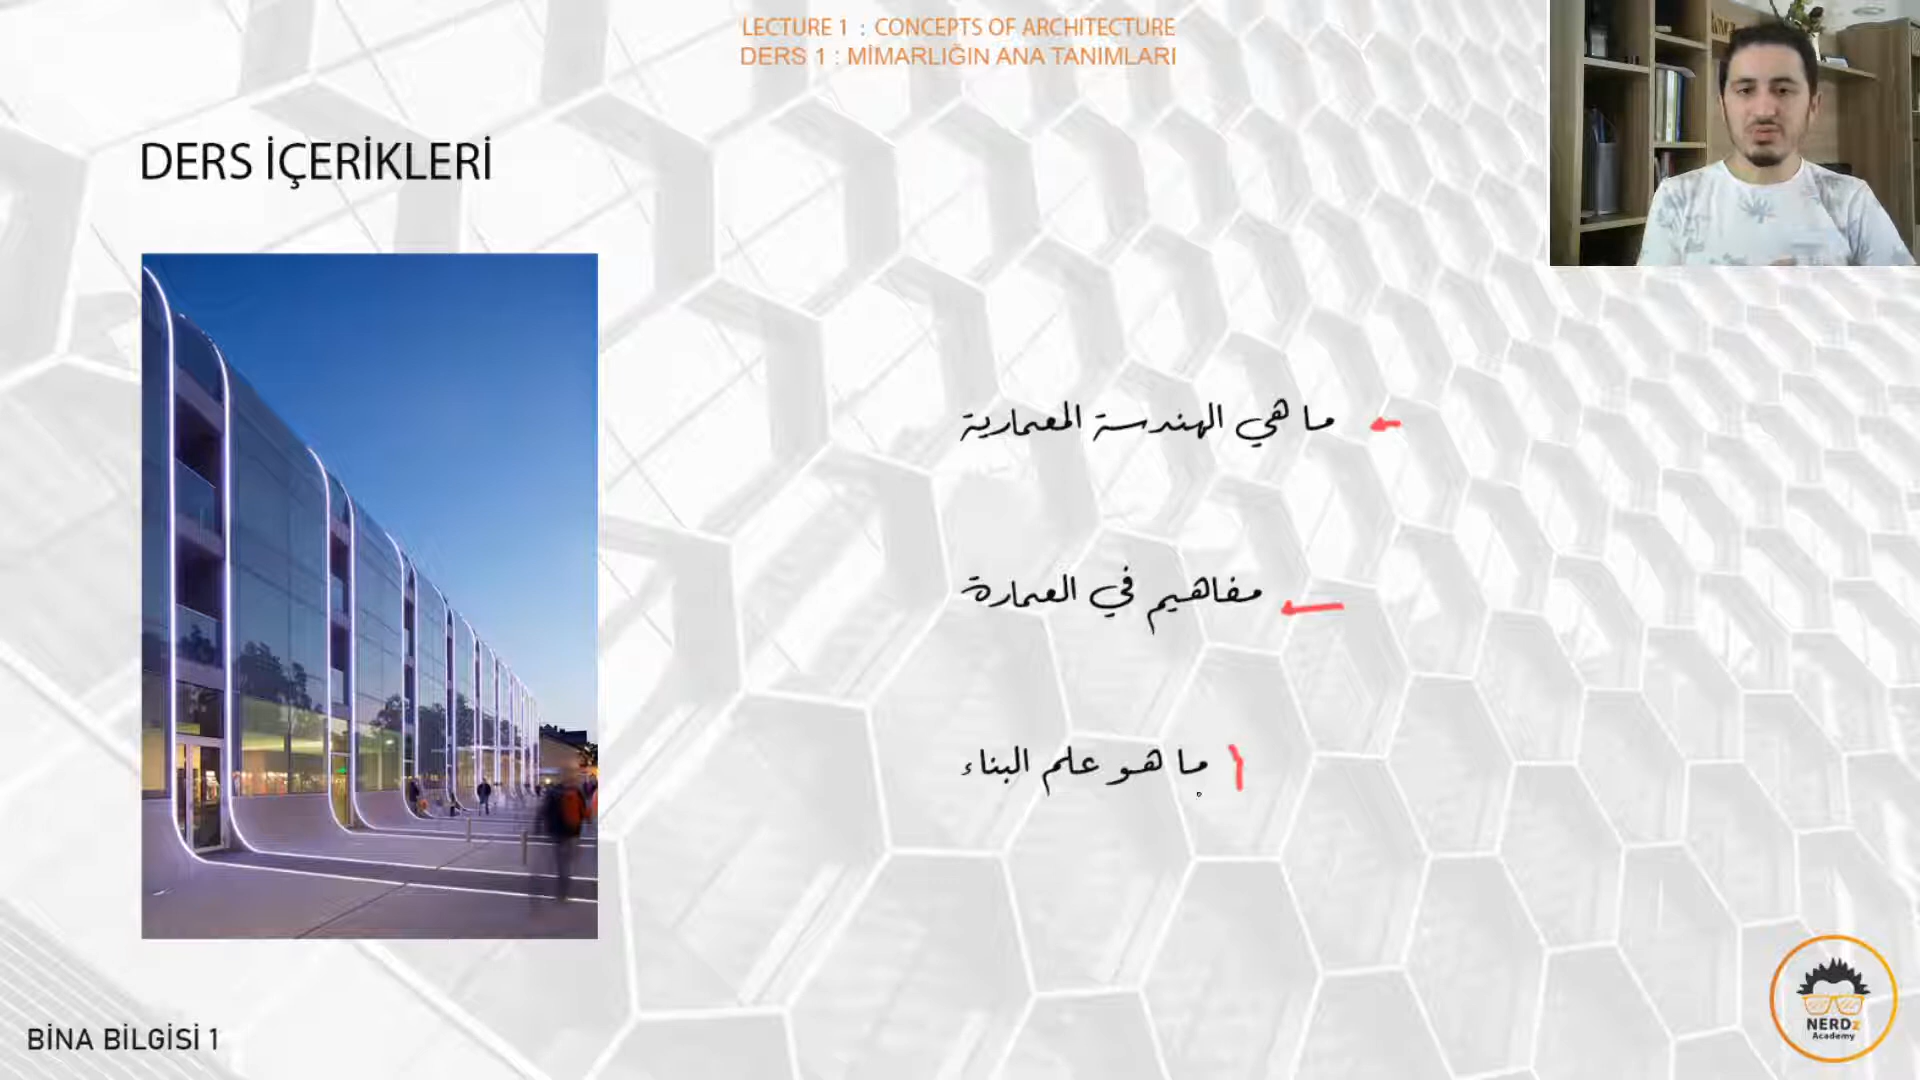 LECTURE 1 : CONCEPTS OF ARCHITECTURE
DERS 1 : MİMARLIĞIN ANA TANIMLARI
DERS İÇERİKLERİ
ما هي الهندسة المعمارية
مفاهيم في العمارة
ما هو علم البناء
BİNA BİLGİSİ 1
NERDz
Academy